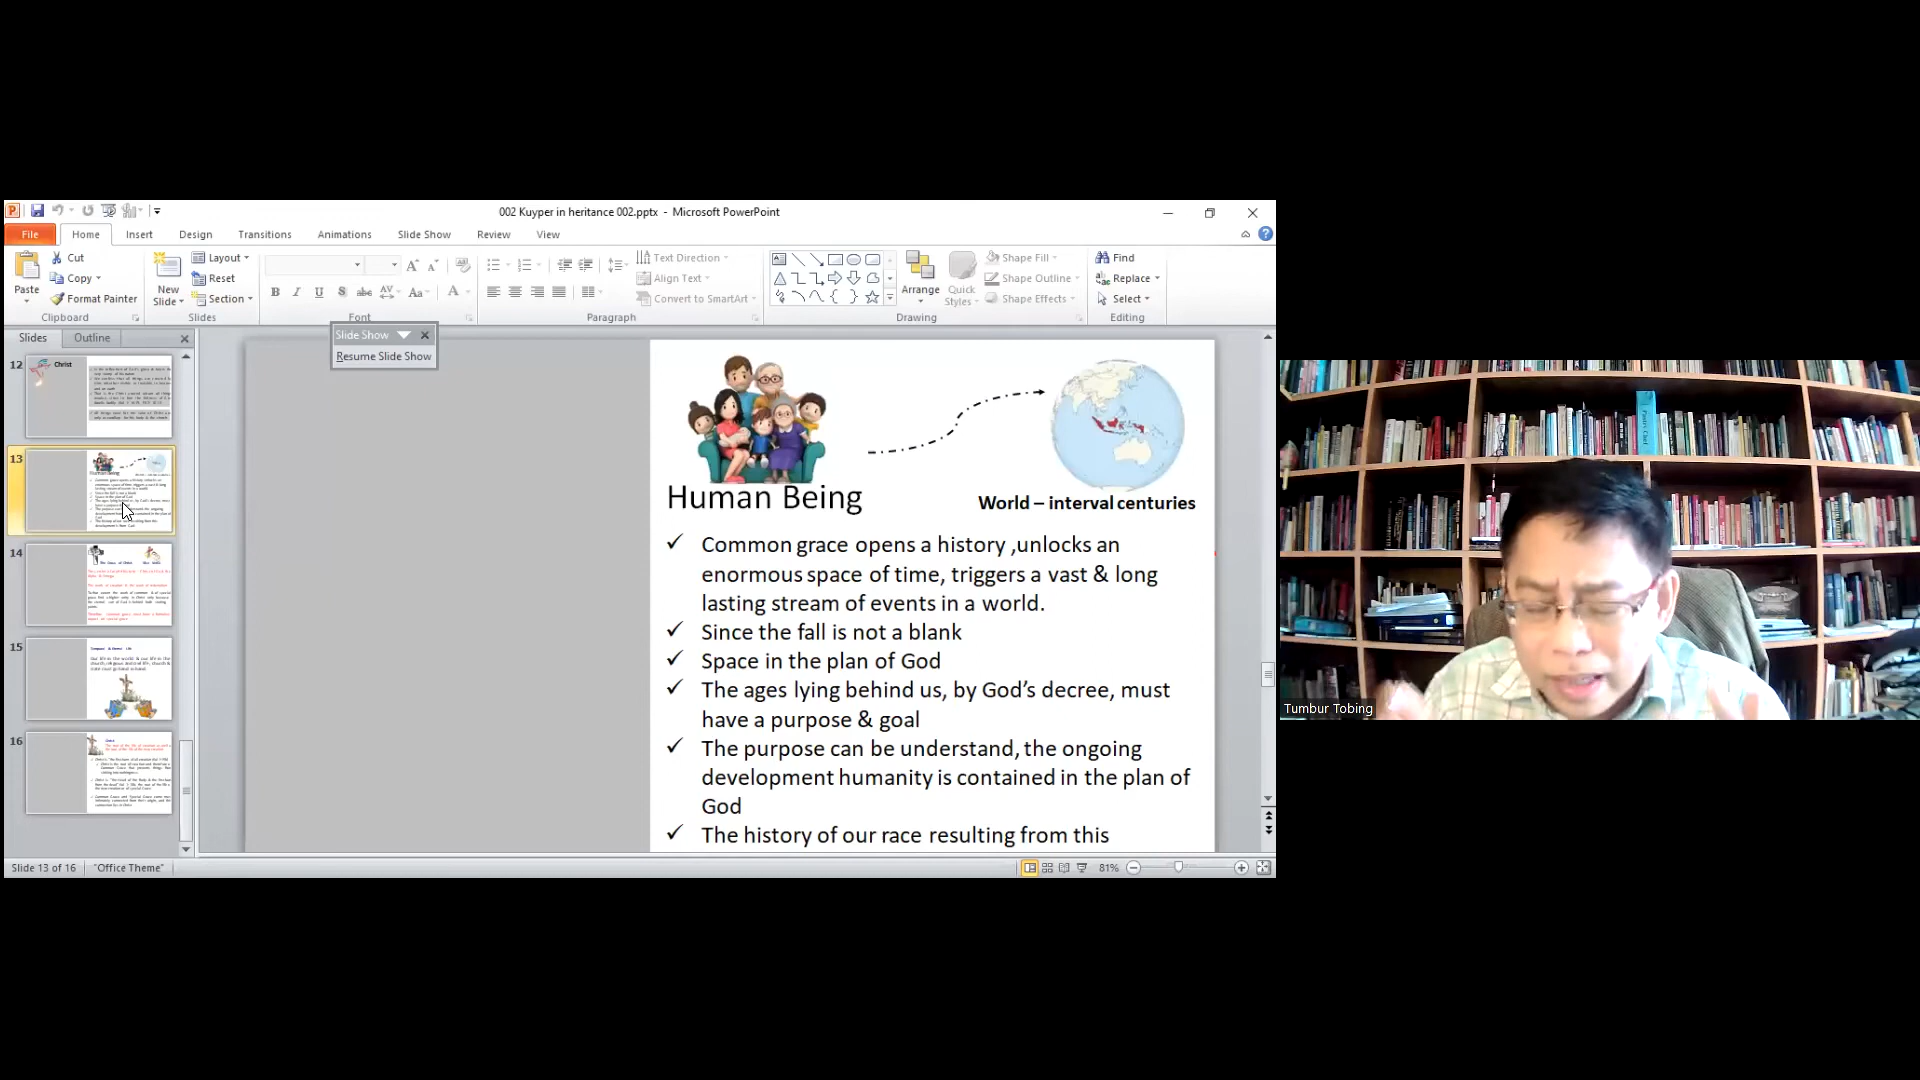 002 Kuyper in heritance 002.pptx - Microsoft PowerPoint
File Home Insert Design Transitions Animations Slide Show Review View
Paste
Cut
Copy
Format Painter
Clipboard
New Slide
Layout
Reset
Section
Slides
Font
Text Direction
Align Text
Convert to SmartArt
Paragraph
Arrange
Quick Styles
Shape Fill
Shape Outline
Shape Effects
Drawing
Find
Replace
Select
Editing
Slides Outline
Slide Show
Resume Slide Show
12
Christ
13
14
15
16
Human Being
World – interval centuries
✓ Common grace opens a history ,unlocks an
enormous space of time, triggers a vast & long
lasting stream of events in a world.
✓ Since the fall is not a blank
✓ Space in the plan of God
✓ The ages lying behind us, by God's decree, must
have a purpose & goal
✓ The purpose can be understand, the ongoing
development humanity is contained in the plan of
God
✓ The history of our race resulting from this
Slide 13 of 16 "Office Theme" 81%
Tumbur Tobing